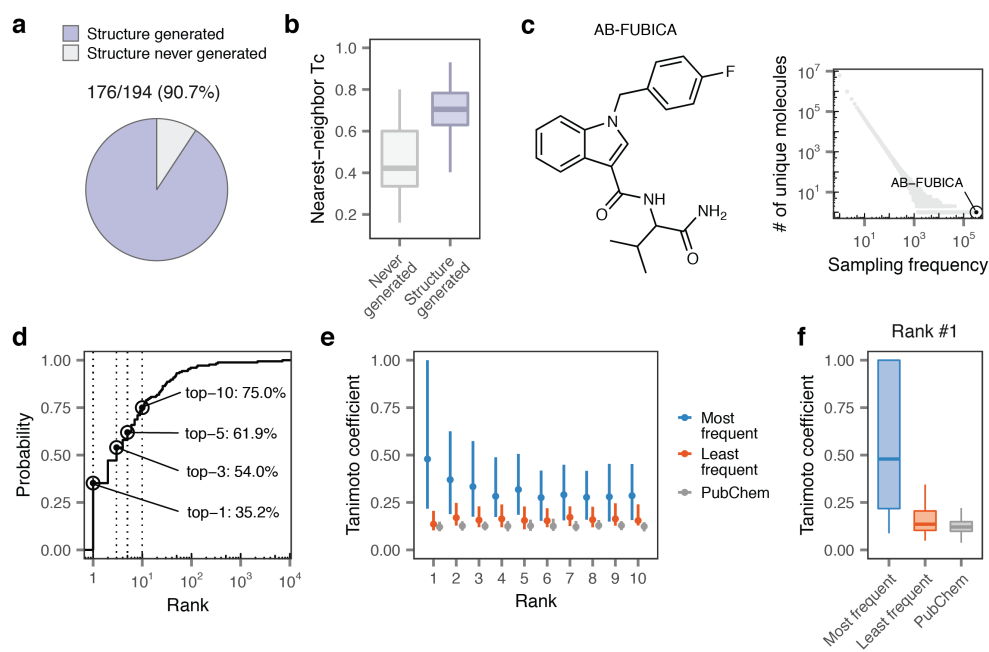 a
Structure generated
Structure never generated
176/194 (90.7%)
b
Nearest−neighbor Tc
1.0
0.8
0.6
0.4
0.2
Never
generated
Structure
generated
c
AB-FUBICA
F
N
O
NH
NH2
O
# of unique molecules
10^7
10^5
10^3
10^1
AB−FUBICA
10^1
10^3
10^5
Sampling frequency
d
Probability
1.00
0.75
0.50
0.25
0.00
top−10: 75.0%
top−5: 61.9%
top−3: 54.0%
top−1: 35.2%
1
10^1
10^2
10^3
10^4
Rank
e
Tanimoto coefficient
1.00
0.75
0.50
0.25
0.00
1 2 3 4 5 6 7 8 9 10
Rank
Most
frequent
Least
frequent
PubChem
f
Rank #1
Tanimoto coefficient
1.00
0.75
0.50
0.25
0.00
Most frequent
Least frequent
PubChem